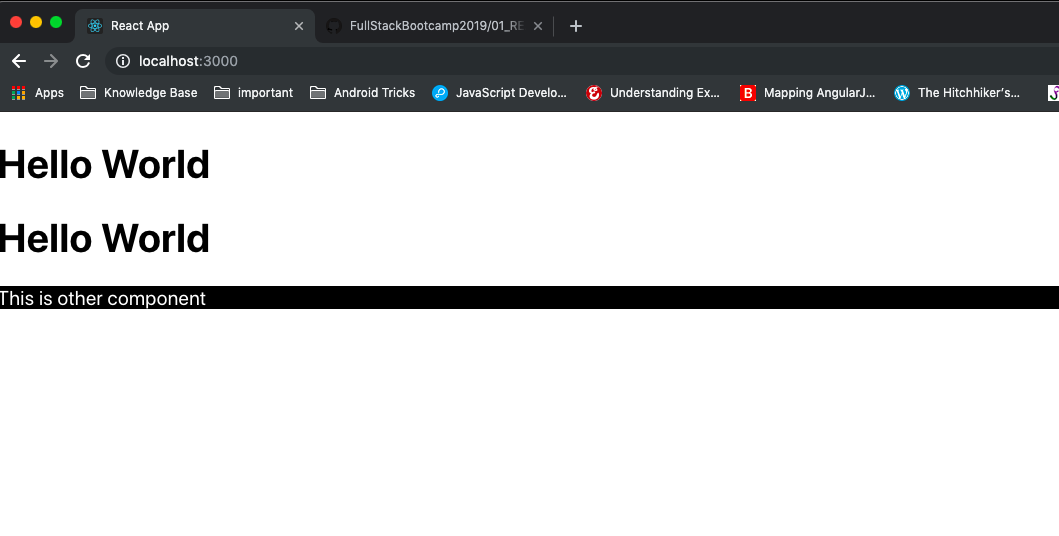 React App
FullStackBootcamp2019/01_RE
localhost:3000
Apps Knowledge Base important Android Tricks JavaScript Develo... Understanding Ex... B Mapping AngularJ... The Hitchhiker's...
Hello World
Hello World
This is other component